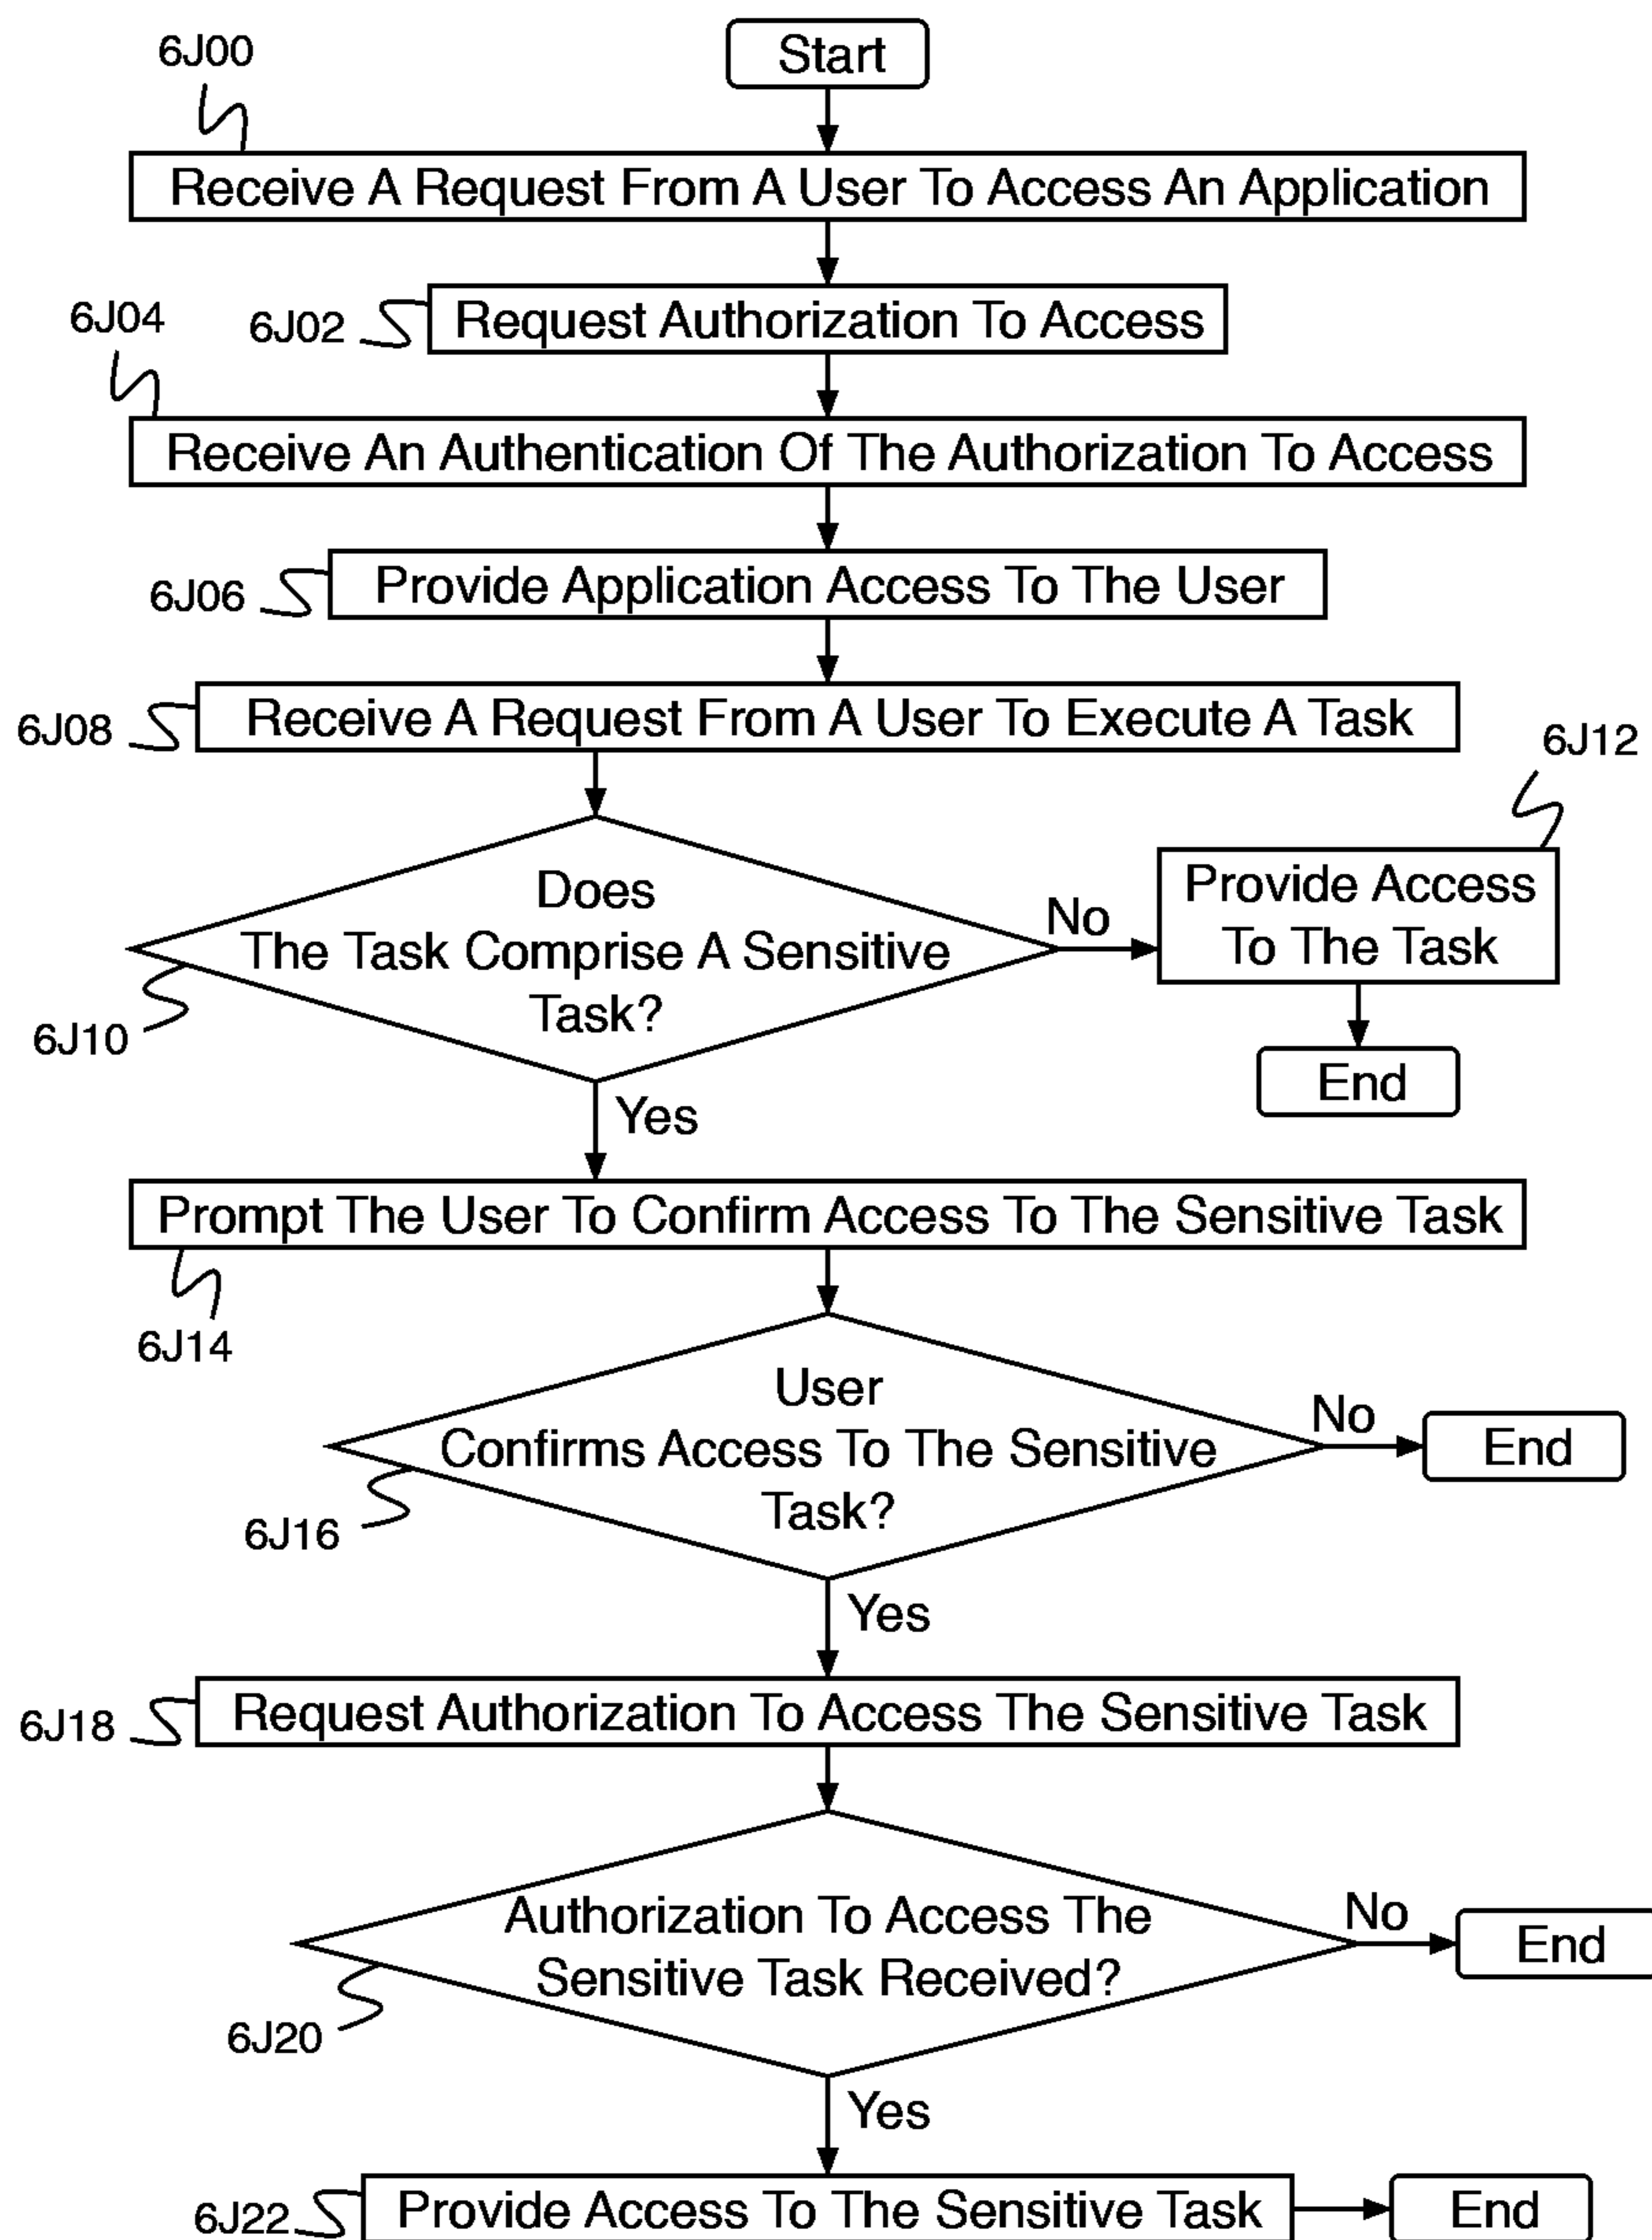 6J00
Start
Receive A Request From A User To Access An Application
6J04
6J02
Request Authorization To Access
Receive An Authentication Of The Authorization To Access
6J06
Provide Application Access To The User
6J08
Receive A Request From A User To Execute A Task
6J12
Does
The Task Comprise A Sensitive
Task?
No
Provide Access
To The Task
6J10
End
Yes
Prompt The User To Confirm Access To The Sensitive Task
6J14
User
Confirms Access To The Sensitive
Task?
No
End
6J16
Yes
6J18
Request Authorization To Access The Sensitive Task
Authorization To Access The
Sensitive Task Received?
No
End
6J20
Yes
6J22
Provide Access To The Sensitive Task
End